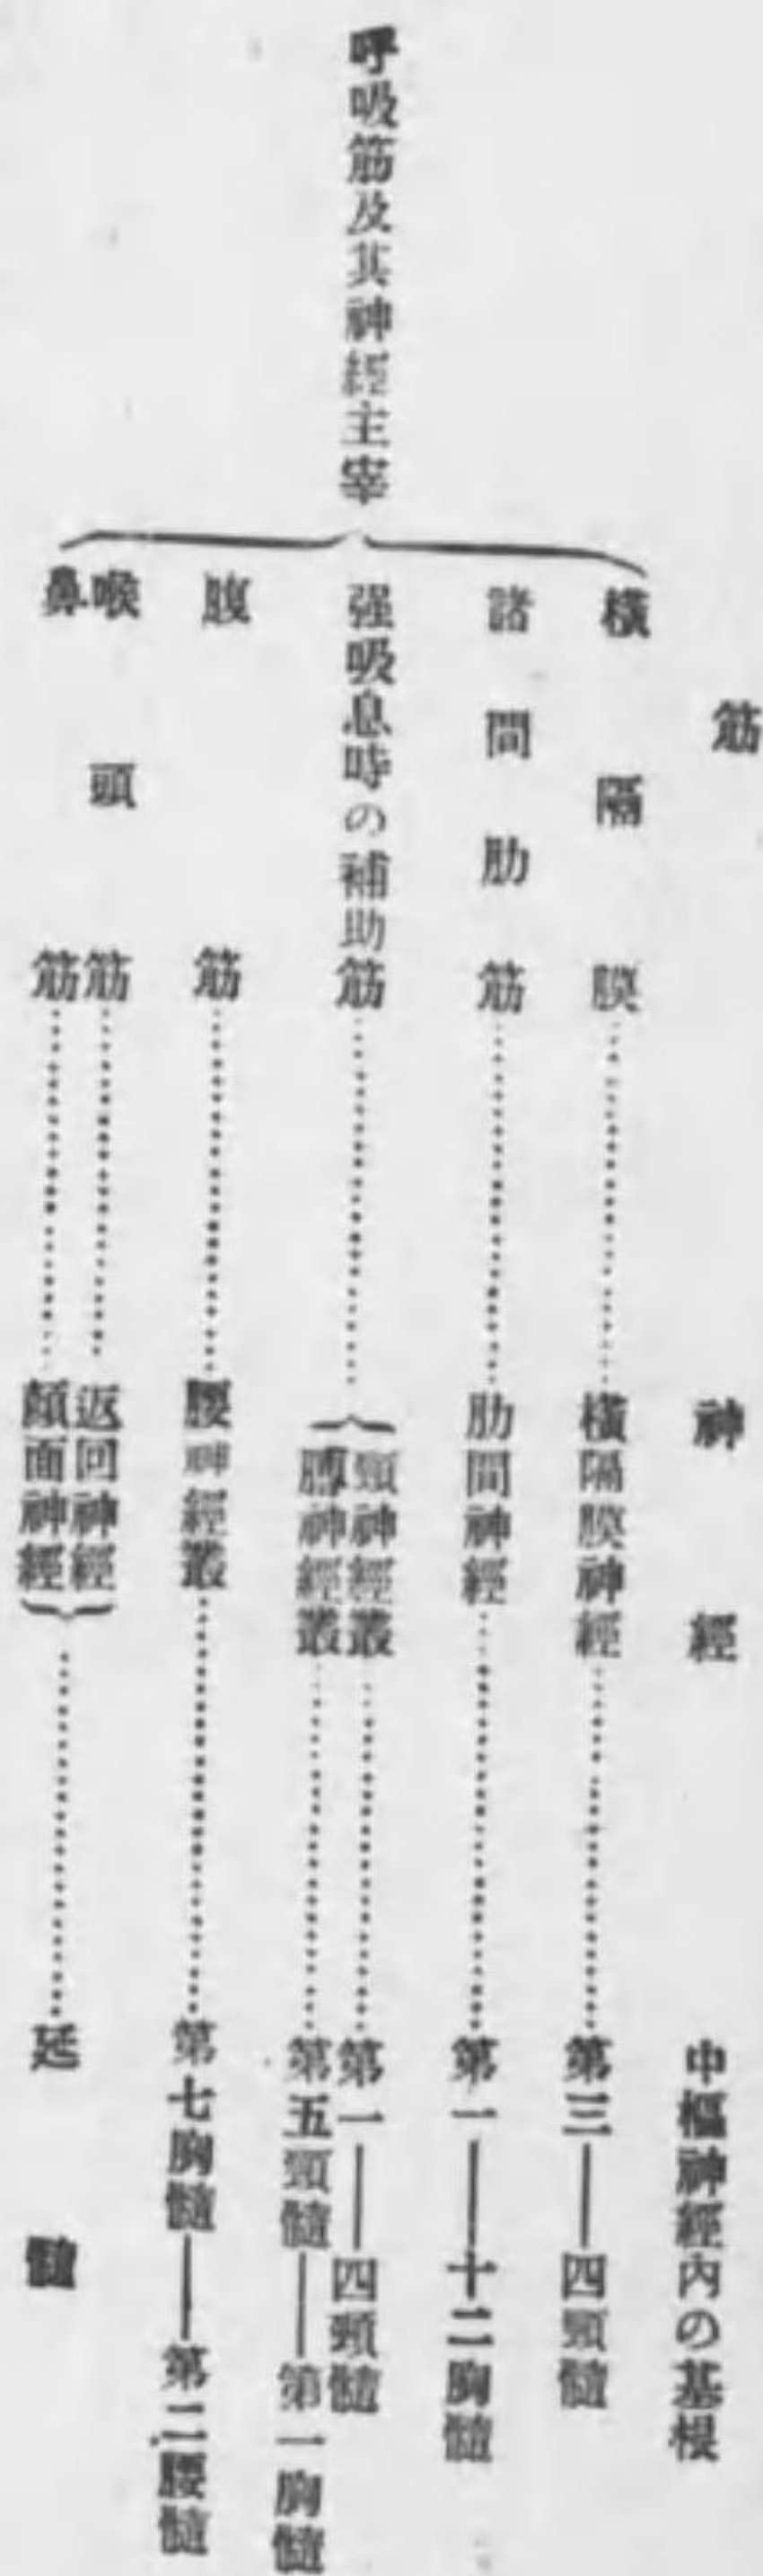 筋　神經　中樞神經內の基根
呼吸筋及其神經主宰
橫隔膜……橫隔膜神經……第三——四頸髓
諸間肋筋……肋間神經……第一——十二胸髓
强吸息時の補助筋……
頸神經叢……第一——四頸髓
膊神經叢……第五頸髓——第一胸髓
腹筋……腰神經叢……第七胸髓——第二腰髓
喉頭筋……返回神經
鼻筋……顏面神經
……延髓